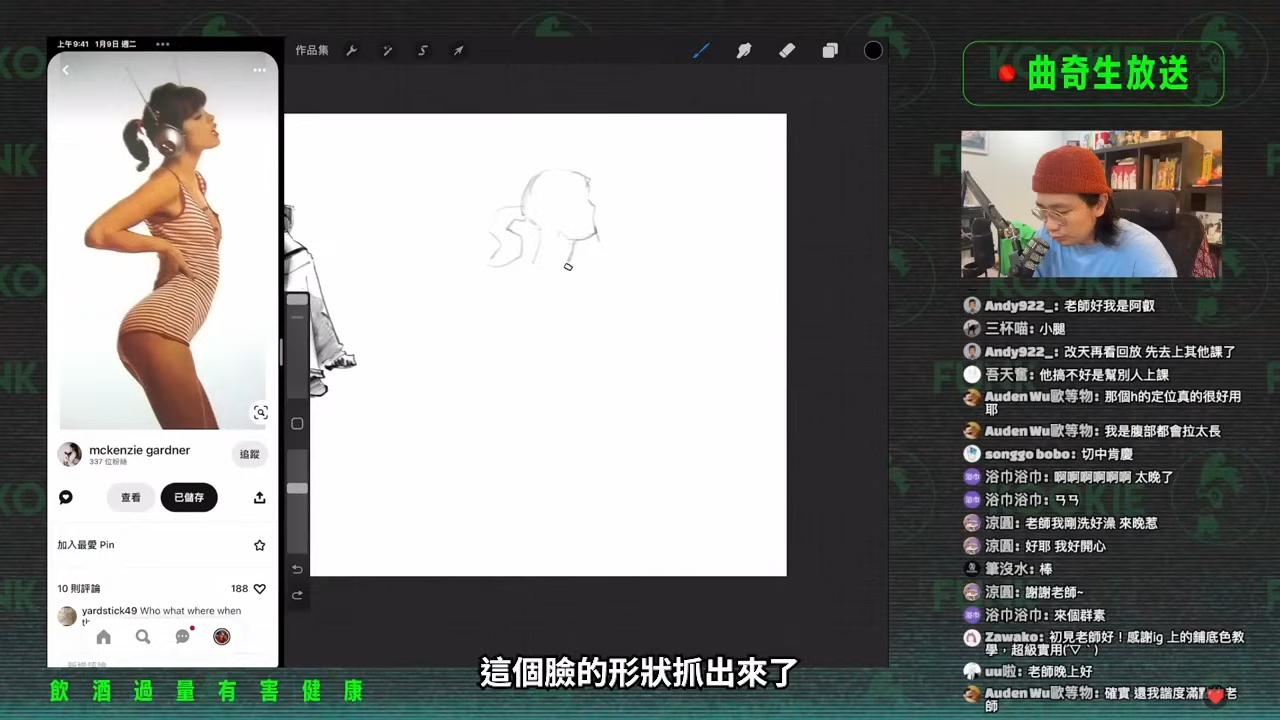 上午9:41 1月9日 週二
作品集
曲奇生放送
mckenzie gardner
337 位粉絲
追蹤
查看
已儲存
加入最愛 Pin
10 則評論
188
yardstick49 Who what where when
Andy922_: 老師好我是阿叡
三杯喵: 小腿
Andy922_: 改天再看回放 先去上其他課了
吾天奮: 他搞不好是幫別人上課
Auden Wu歐等物: 那個h的定位真的很好用
耶
Auden Wu歐等物: 我是腹部都會拉太長
songgo bobo: 切中肯慶
浴巾浴巾: 啊啊啊啊啊啊 太晚了
浴巾浴巾: ㄢㄢ
涼圓: 老師我剛洗好澡 來晚惹
涼圓: 好耶 我好開心
筆沒水: 棒
涼圓: 謝謝老師~
浴巾浴巾: 來個群素
Zawako: 初見老師好！感謝ig 上的鋪底色教
學，超級實用(▽｀)
uu啦: 老師晚上好
Auden Wu歐等物: 確實 還我諧度滿
老
師
這個臉的形狀抓出來了
飲酒過量有害健康